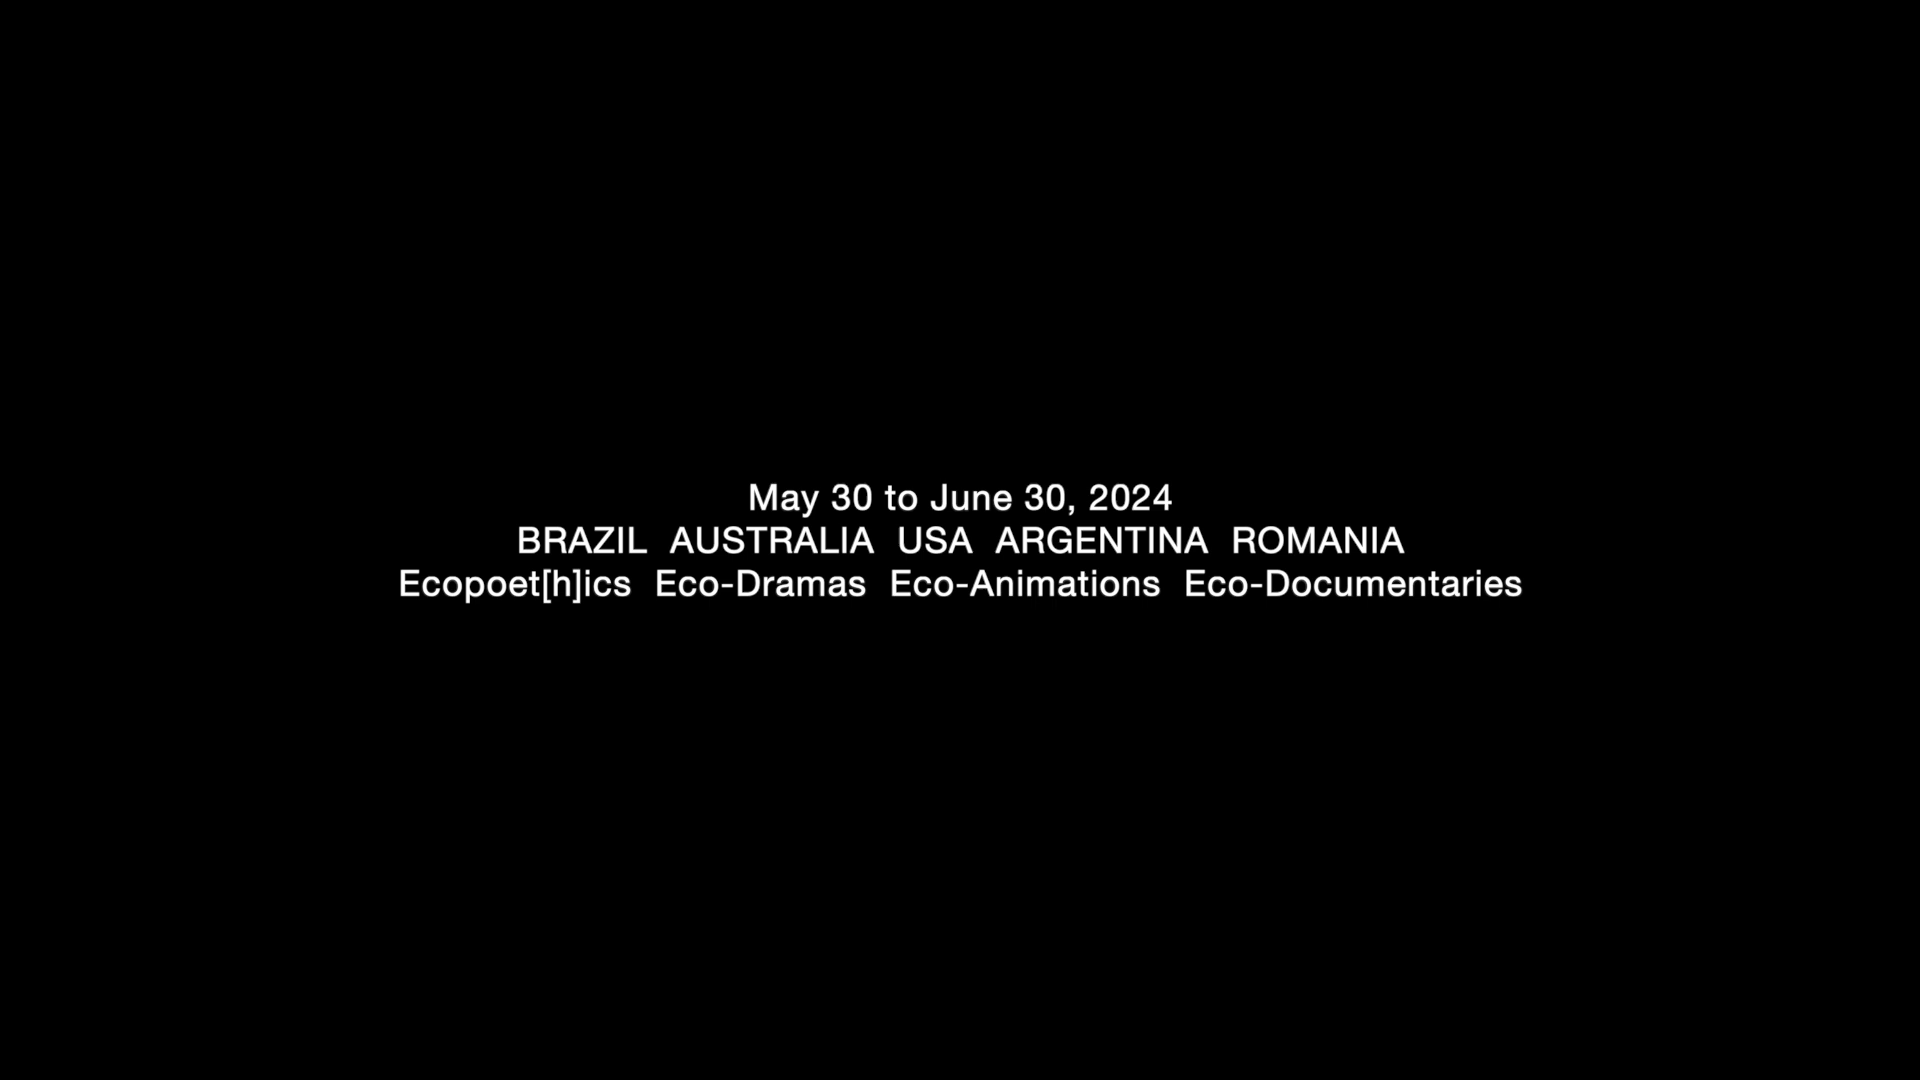 May 30 to June 30, 2024
BRAZIL  AUSTRALIA  USA  ARGENTINA  ROMANIA
Ecopoet[h]ics  Eco-Dramas  Eco-Animations  Eco-Documentaries